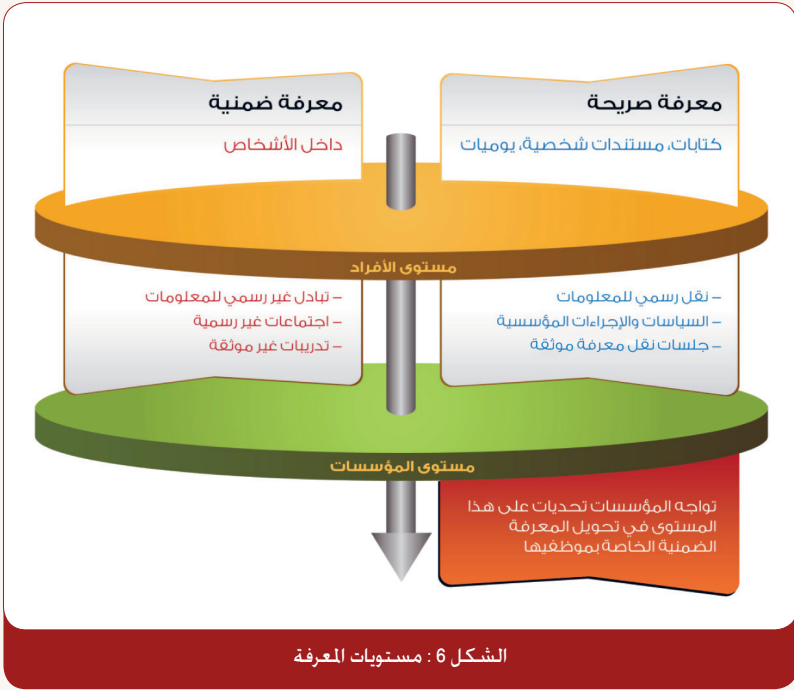 معرفة صريحة
كتابات، مستندات شخصية، يوميات
معرفة ضمنية
داخل الأشخاص
مستوى الأفراد
– نقل رسمي للمعلومات
– السياسات والإجراءات المؤسسية
– جلسات نقل معرفة موثقة
– تبادل غير رسمي للمعلومات
– اجتماعات غير رسمية
– تدريبات غير موثقة
مستوى المؤسسات
تواجه المؤسسات تحديات على هذا
المستوى في تحويل المعرفة
الضمنية الخاصة بموظفيها
الشكل 6 : مستويات المعرفة